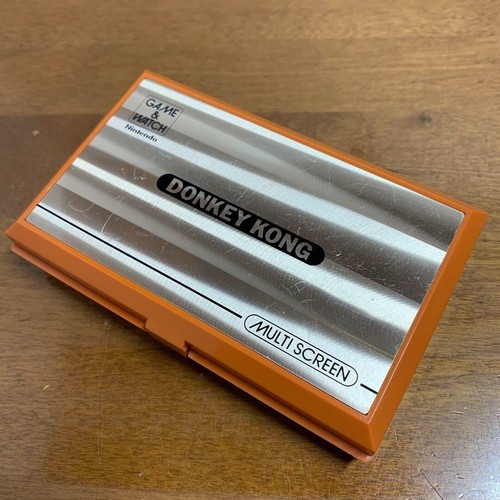 GAME
&
WATCH
Nintendo
DONKEY KONG
MULTI SCREEN